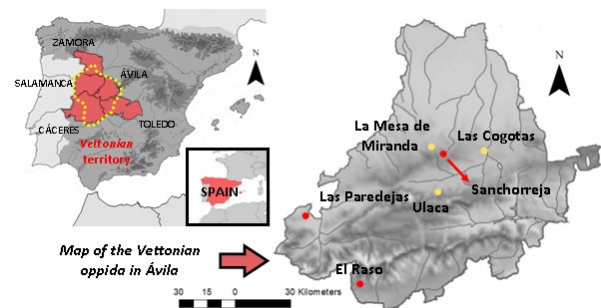 ZAMORA
N
SALAMANCA
ÁVILA
CÁCERES
TOLEDO
Vettonian
territory
SPAIN
Map of the Vettonian
oppida in Ávila
N
La Mesa de
Miranda
Las Cogotas
Sanchorreja
Las Paredejas
Ulaca
El Raso
30 15 0 30 Kilometers